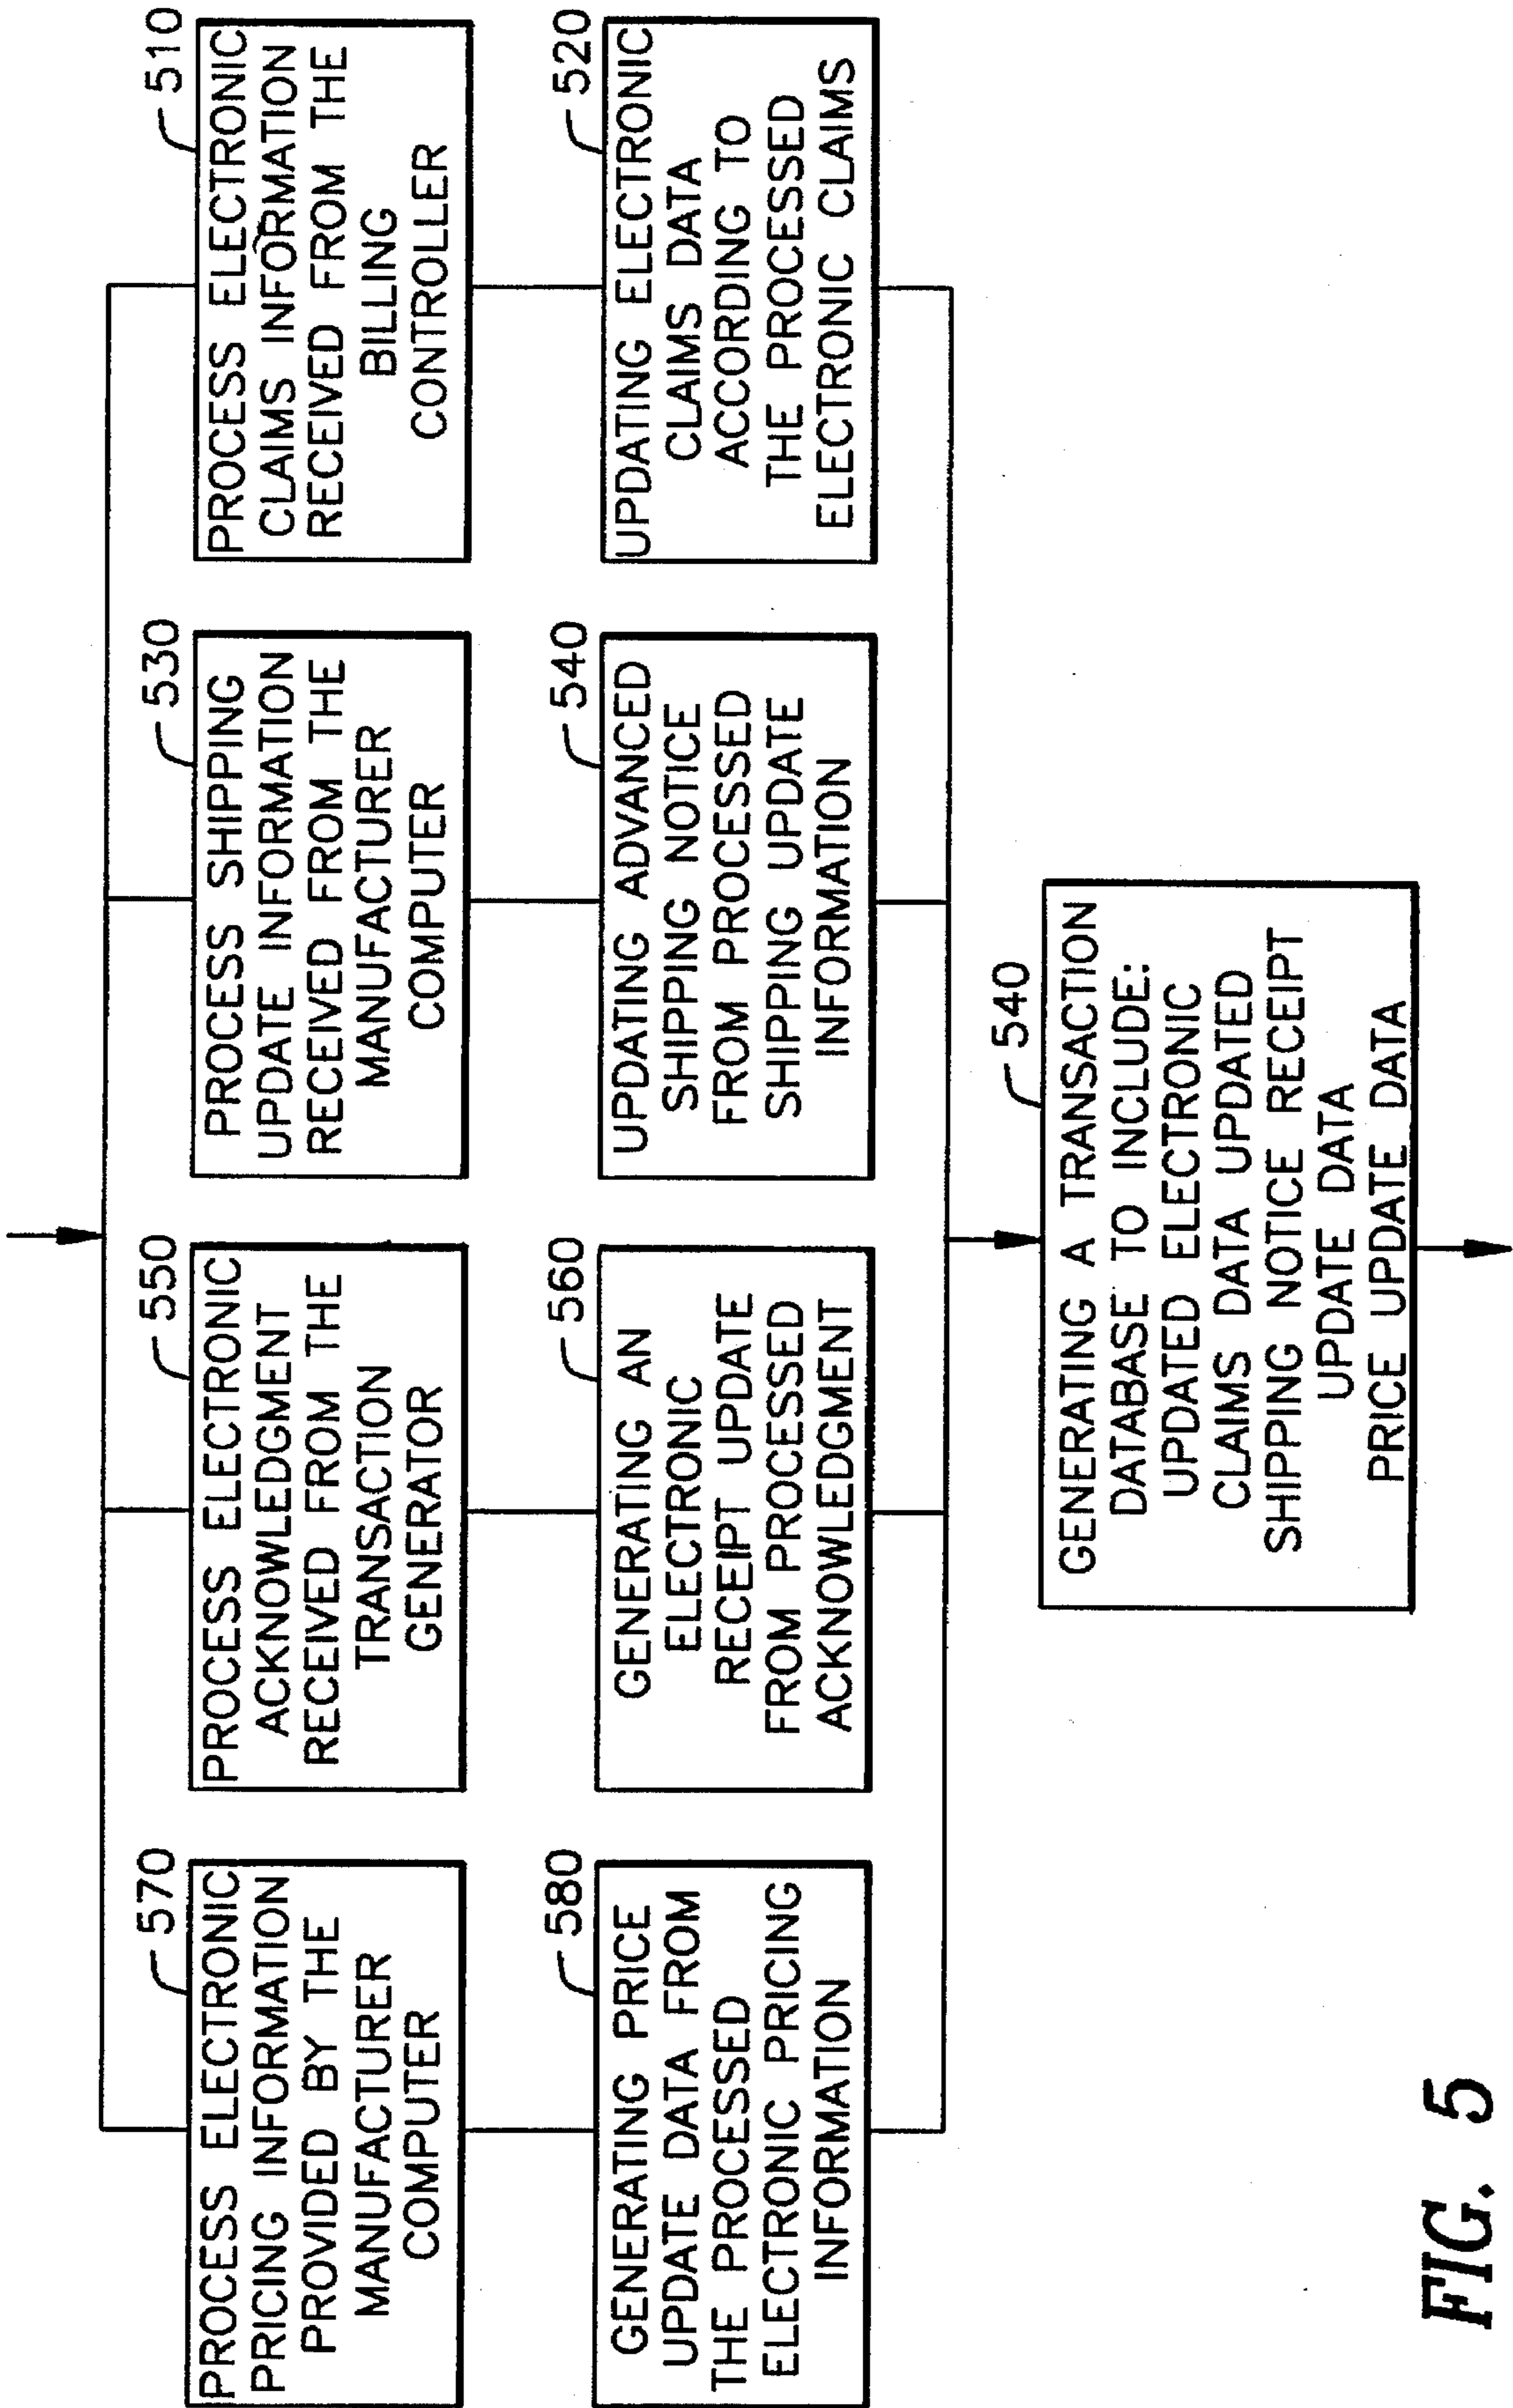 570
PROCESS ELECTRONIC
PRICING INFORMATION
PROVIDED BY THE
MANUFACTURER
COMPUTER
550
PROCESS ELECTRONIC
ACKNOWLEDGMENT
RECEIVED FROM THE
TRANSACTION
GENERATOR
530
PROCESS SHIPPING
UPDATE INFORMATION
RECEIVED FROM THE
MANUFACTURER
COMPUTER
510
PROCESS ELECTRONIC
CLAIMS INFORMATION
RECEIVED FROM THE
BILLING
CONTROLLER
580
GENERATING PRICE
UPDATE DATA FROM
THE PROCESSED
ELECTRONIC PRICING
INFORMATION
560
GENERATING AN
ELECTRONIC
RECEIPT UPDATE
FROM PROCESSED
ACKNOWLEDGMENT
540
UPDATING ADVANCED
SHIPPING NOTICE
FROM PROCESSED
SHIPPING UPDATE
INFORMATION
520
UPDATING ELECTRONIC
CLAIMS DATA
ACCORDING TO
THE PROCESSED
ELECTRONIC CLAIMS
540
GENERATING A TRANSACTION
DATABASE TO INCLUDE:
UPDATED ELECTRONIC
CLAIMS DATA UPDATED
SHIPPING NOTICE RECEIPT
UPDATE DATA
PRICE UPDATE DATA
FIG. 5